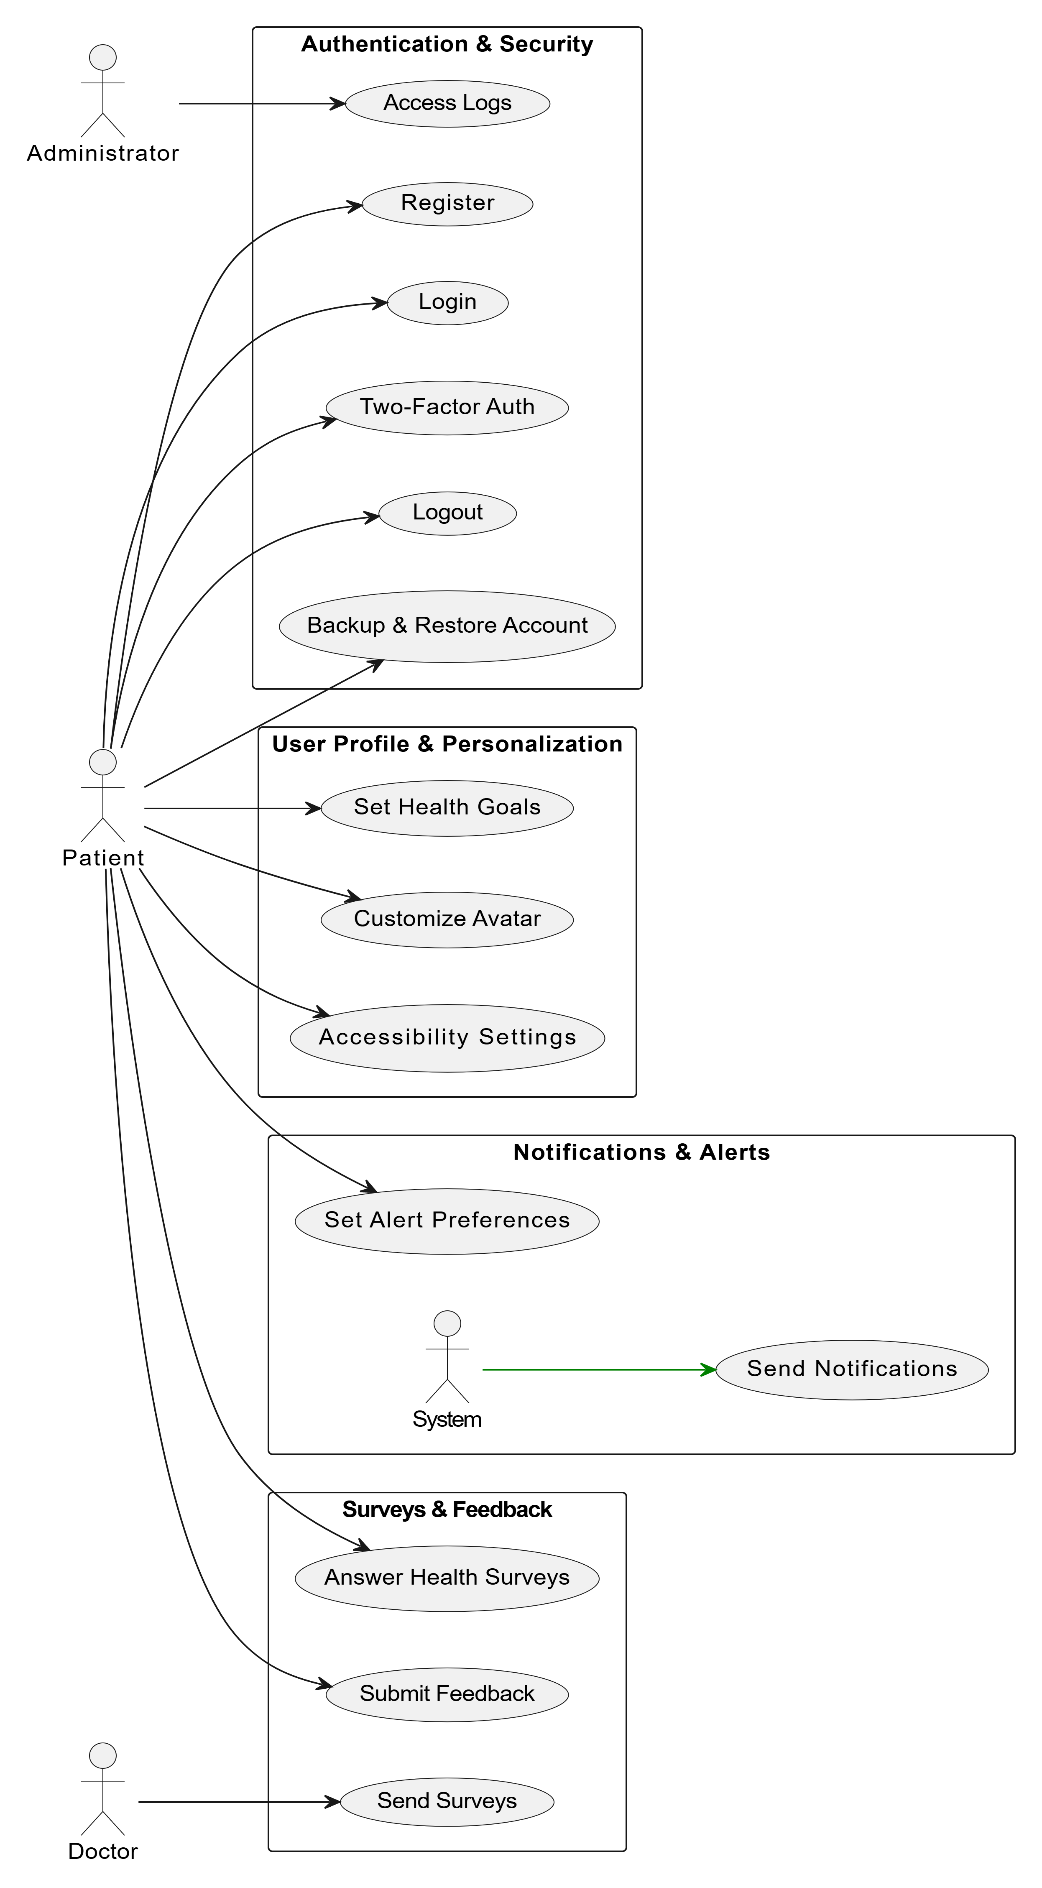 Authentication & Security
Administrator
Access Logs
Register
Login
Two-Factor Auth
Logout
Backup & Restore Account
User Profile & Personalization
Patient
Set Health Goals
Customize Avatar
Accessibility Settings
Notifications & Alerts
Set Alert Preferences
System
Send Notifications
Surveys & Feedback
Answer Health Surveys
Submit Feedback
Doctor
Send Surveys